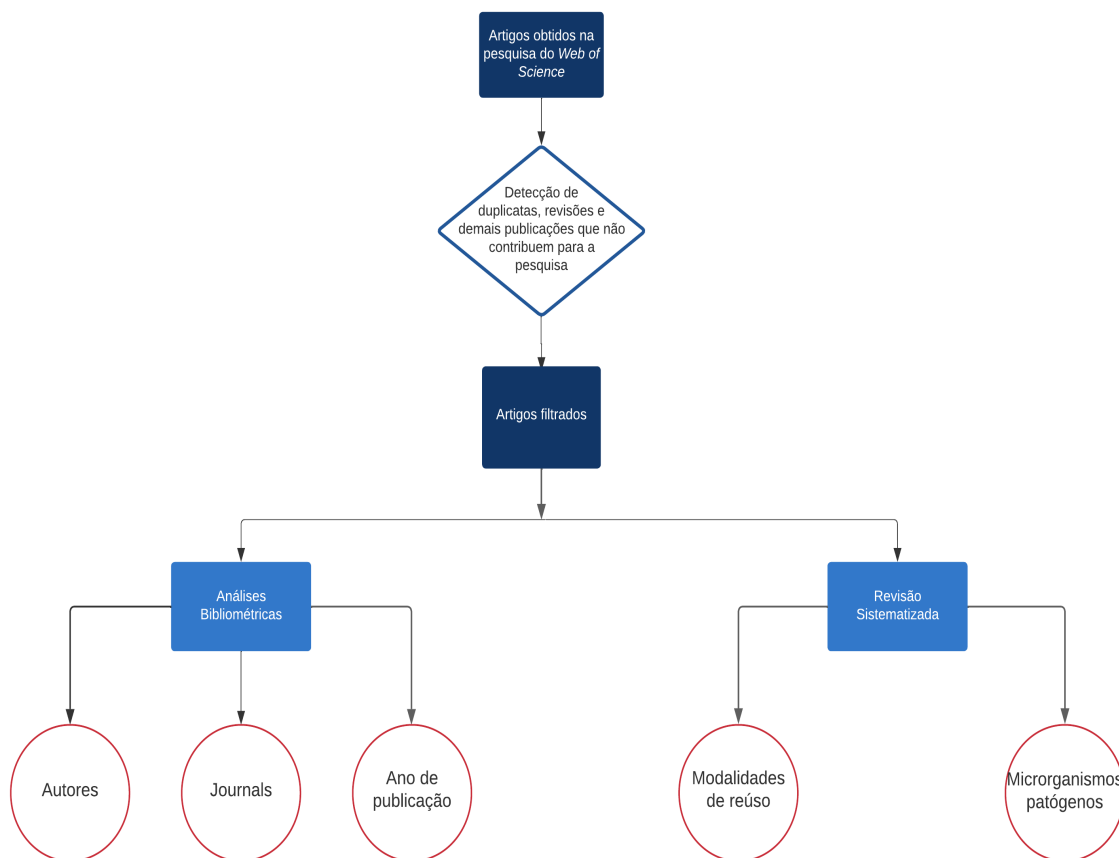 Artigos obtidos na
pesquisa do Web of
Science
Detecção de
duplicatas, revisões e
demais publicações que não
contribuem para a
pesquisa
Artigos filtrados
Análises
Bibliométricas
Revisão
Sistematizada
Autores
Journals
Ano de
publicação
Modalidades
de reúso
Microrganismos
patógenos